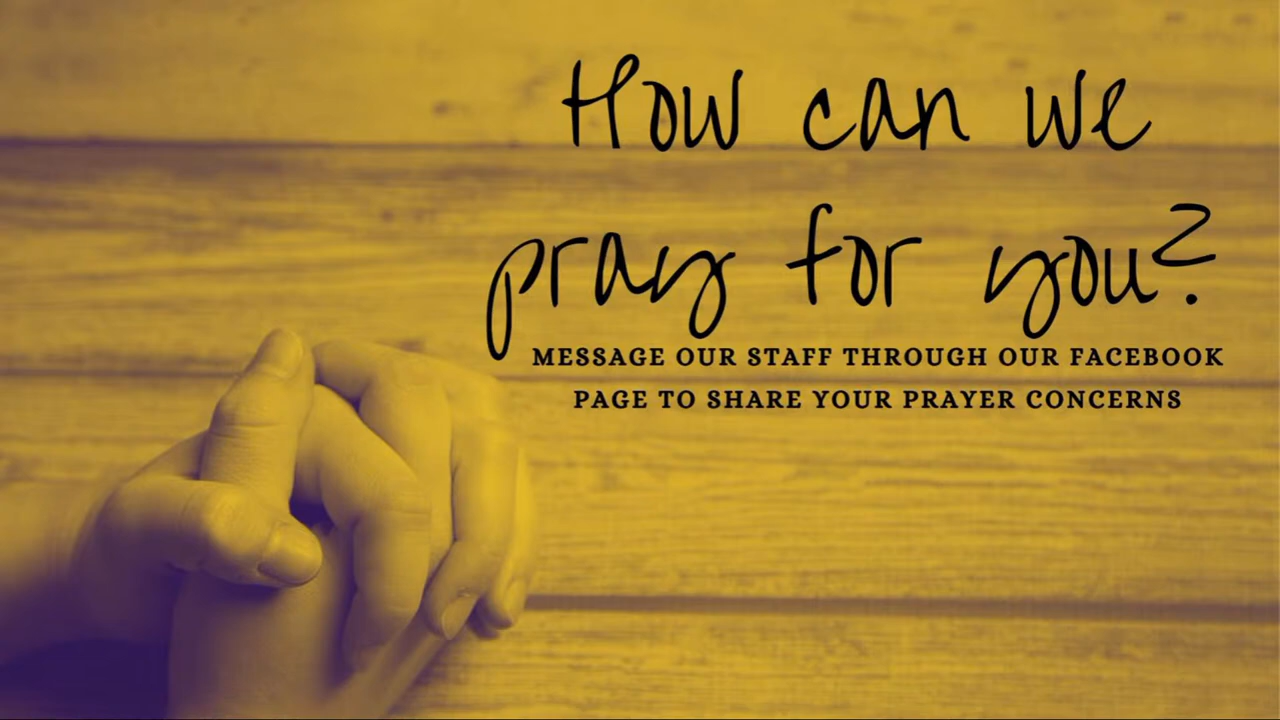 How can we
pray for you?
MESSAGE OUR STAFF THROUGH OUR FACEBOOK
PAGE TO SHARE YOUR PRAYER CONCERNS